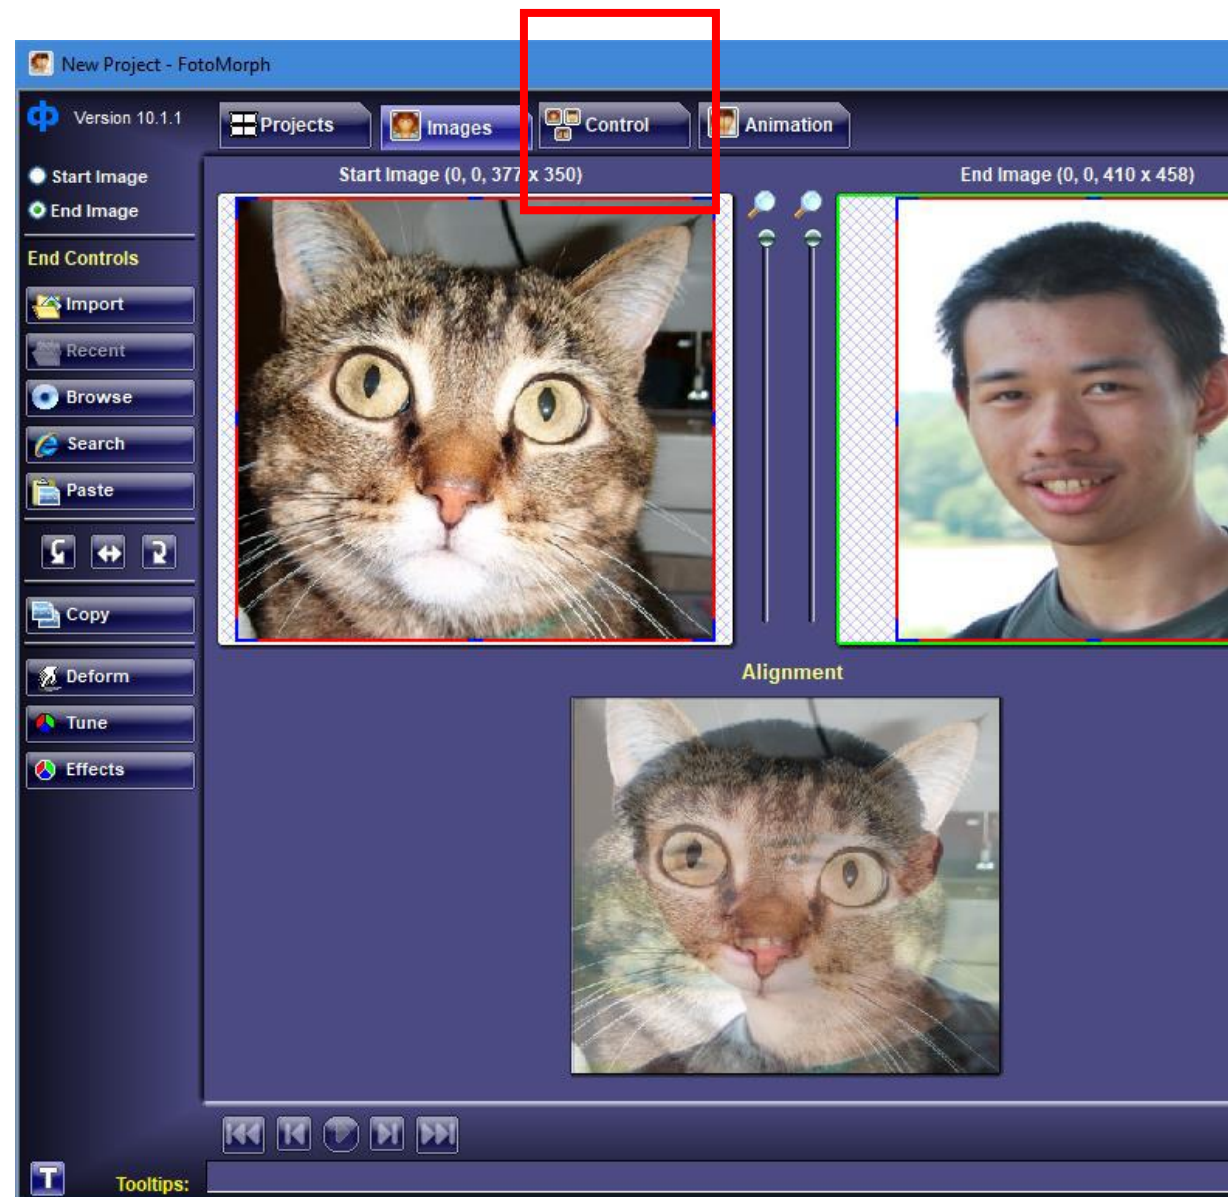 New Project - FotoMorph
Version 10.1.1
Projects
Images
Control
Animation
Start Image
End Image
Start Image (0, 0, 377 x 350)
End Image (0, 0, 410 x 458)
End Controls
Import
Recent
Browse
Search
Paste
Copy
Deform
Tune
Effects
Alignment
T
Tooltips: